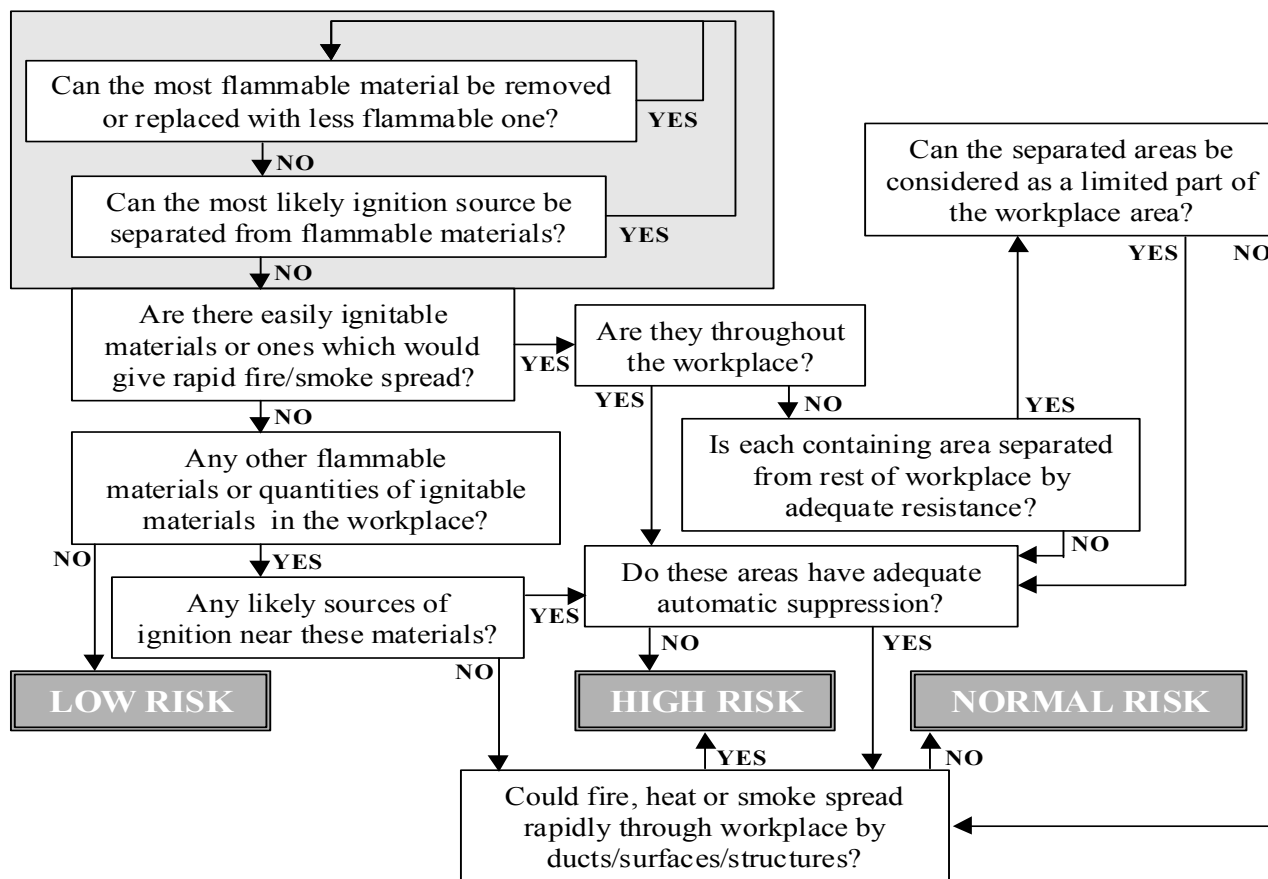 Can the most flammable material be removed
or replaced with less flammable one?
YES
NO
Can the most likely ignition source be
separated from flammable materials?
YES
NO
Can the separated areas be
considered as a limited part of
the workplace area?
YES
NO
Are there easily ignitable
materials or ones which would
give rapid fire/smoke spread?
YES
NO
Are they throughout
the workplace?
YES
NO
Is each containing area separated
from rest of workplace by
adequate resistance?
YES
NO
Any other flammable
materials or quantities of ignitable
materials in the workplace?
NO
YES
Any likely sources of
ignition near these materials?
YES
NO
Do these areas have adequate
automatic suppression?
NO
YES
LOW RISK
HIGH RISK
NORMAL RISK
YES
NO
Could fire, heat or smoke spread
rapidly through workplace by
ducts/surfaces/structures?